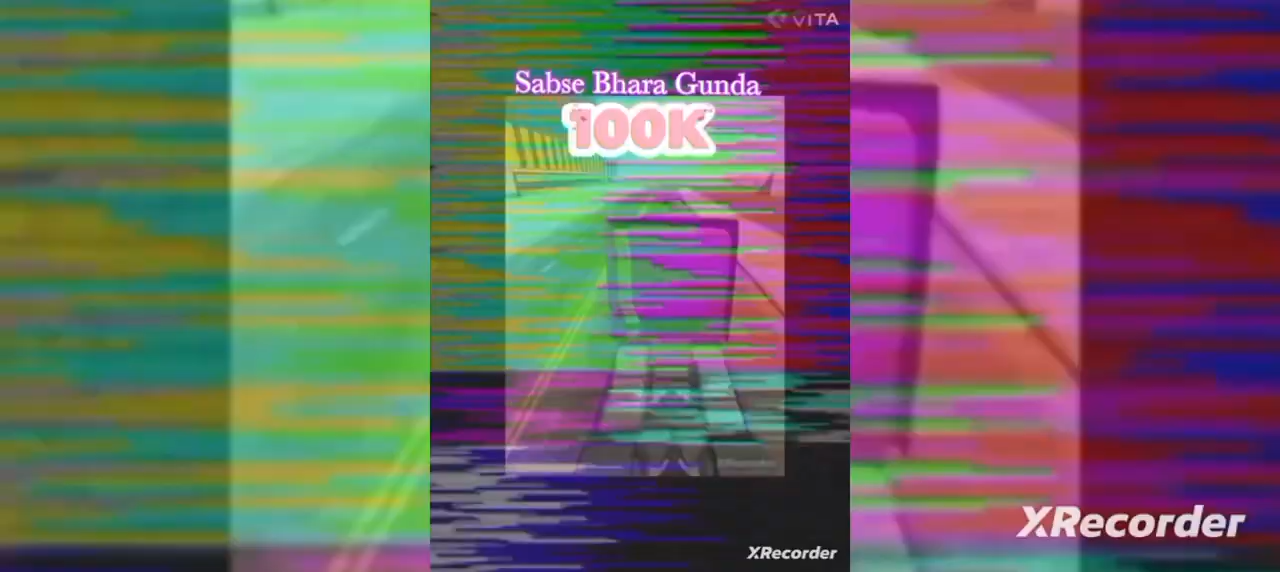 VITA
Sabse Bhara Gunda
100K
XRecorder
XRecorder